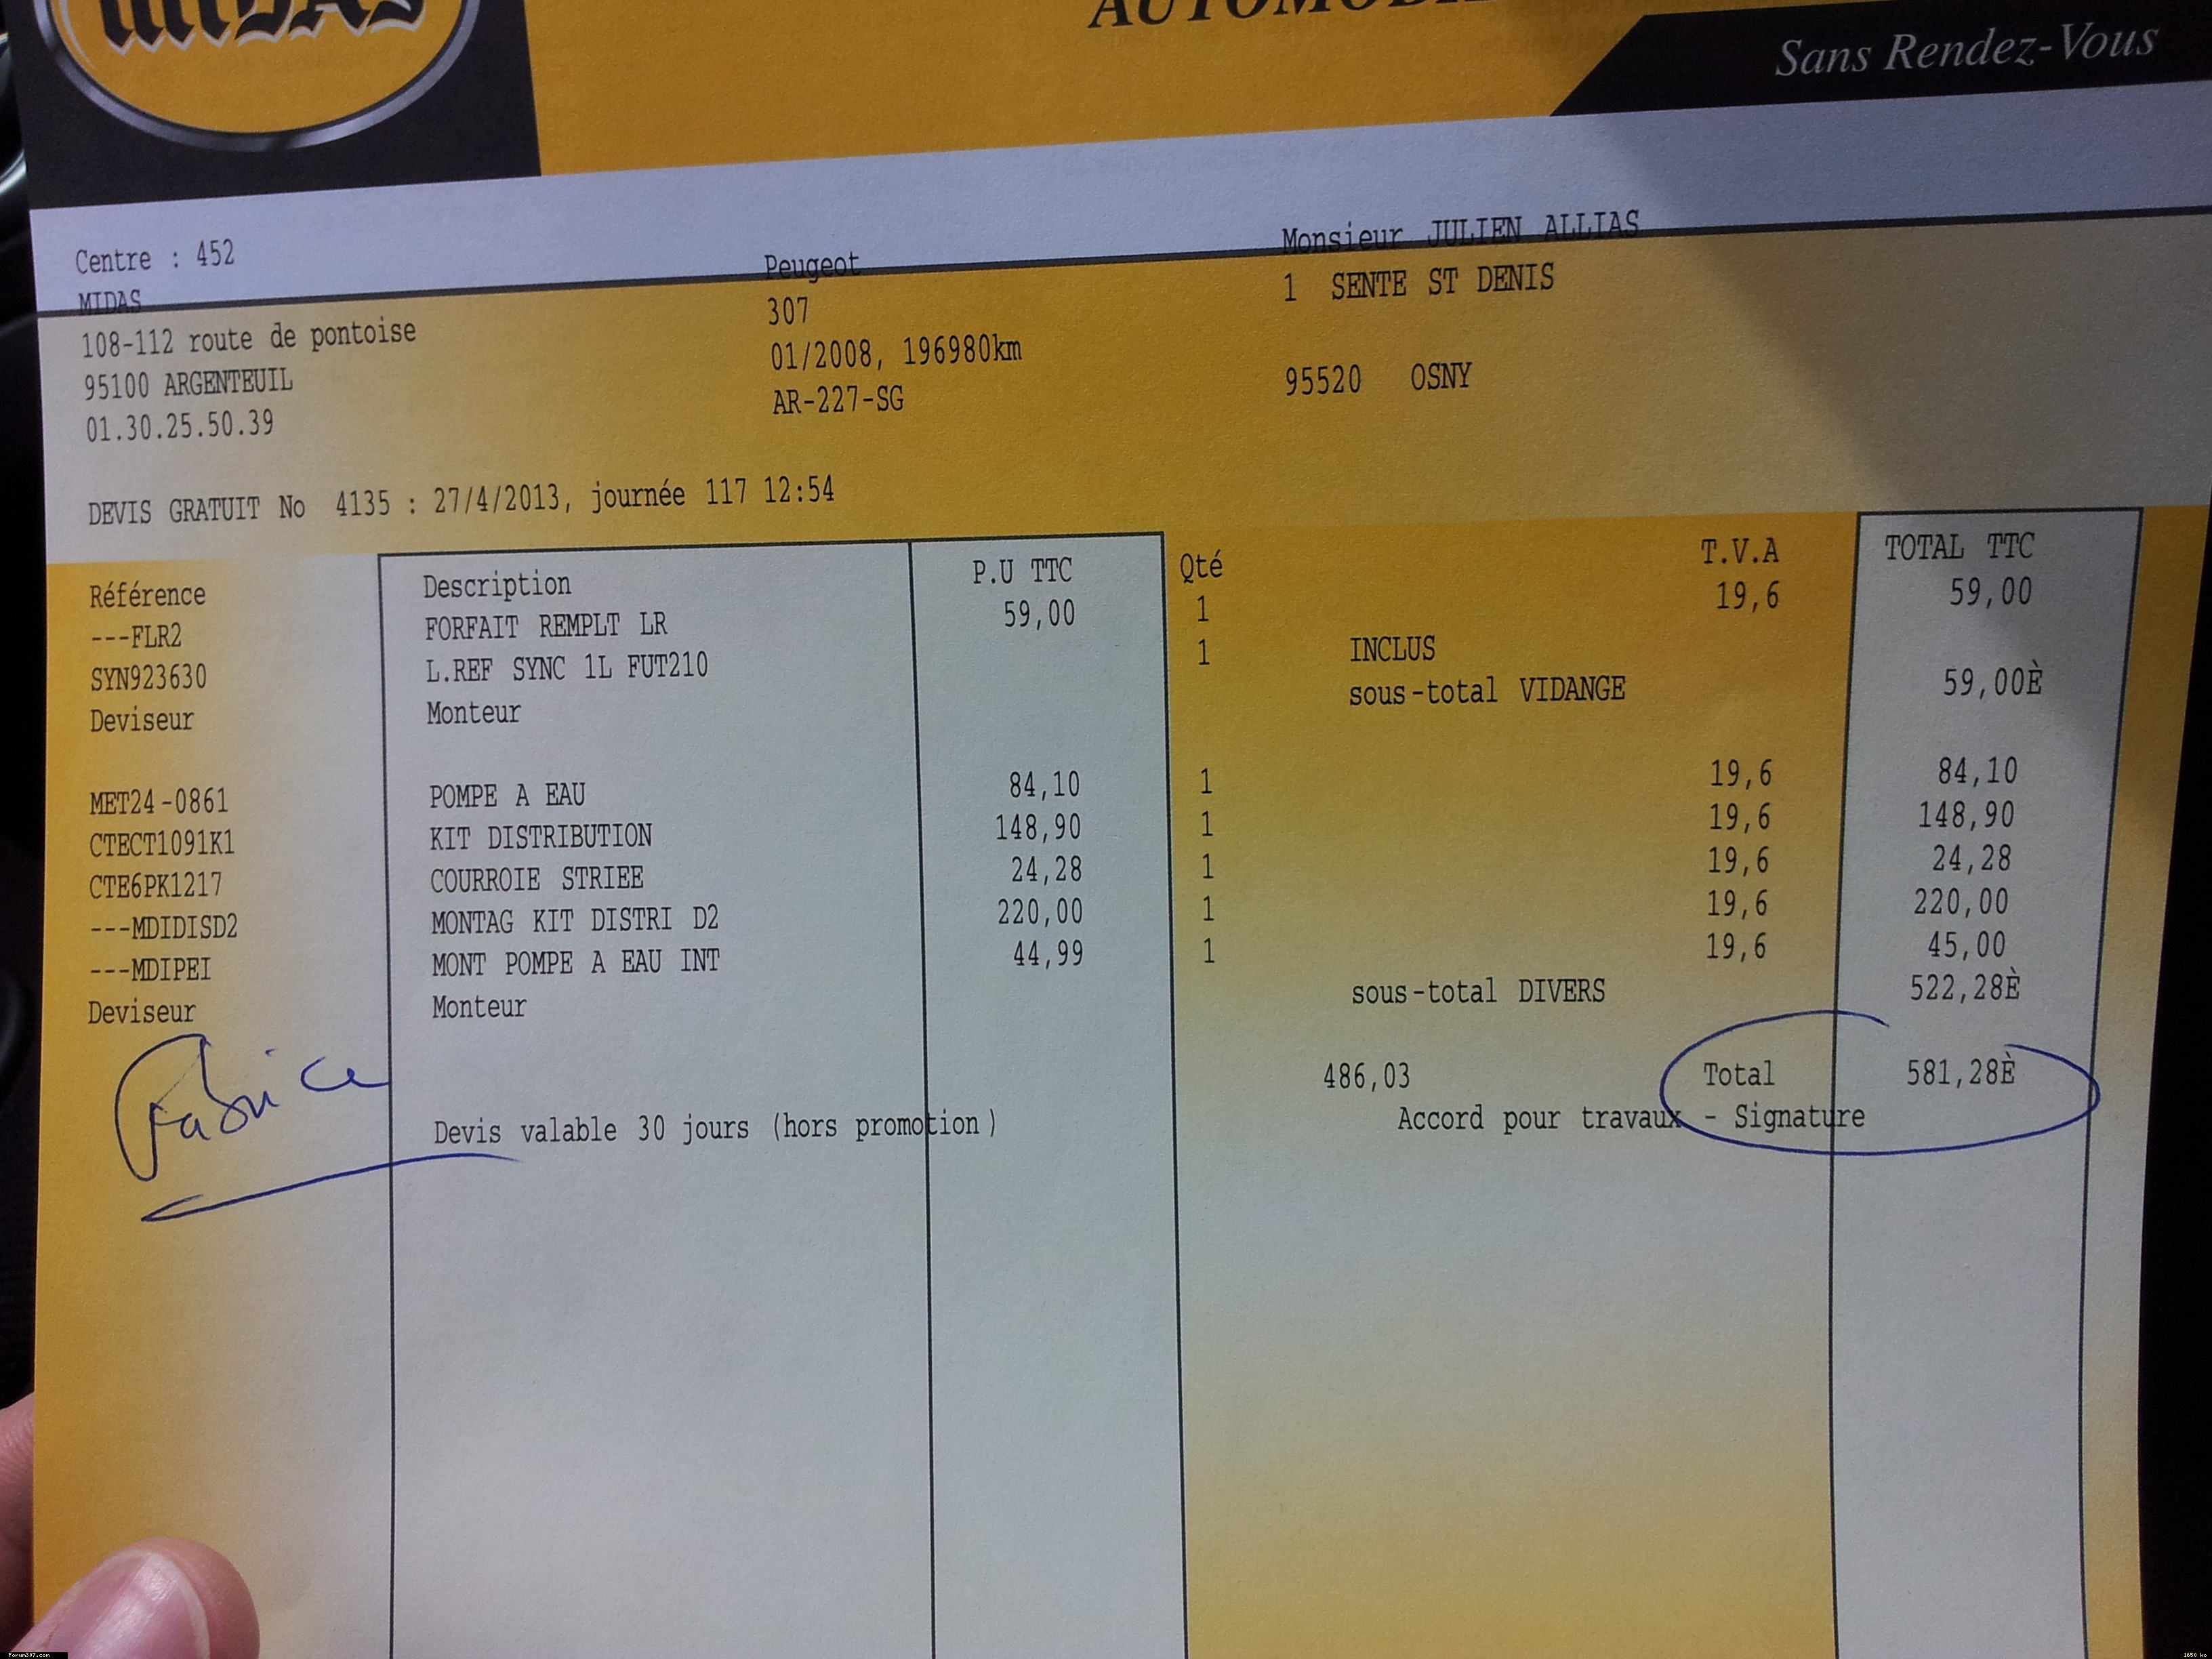 MIDAS
Sans Rendez-Vous
Centre : 452
MIDAS
108-112 route de pontoise
95100 ARGENTEUIL
01.30.25.50.39
Peugeot
307
01/2008, 196980km
AR-227-SG
Monsieur JULIEN ALLIAS
1 SENTE ST DENIS
95520 OSNY
DEVIS GRATUIT No 4135 : 27/4/2013, journée 117 12:54
Référence Description P.U TTC Qté T.V.A TOTAL TTC
---FLR2 FORFAIT REMPLT LR 59,00 1 19,6 59,00
SYN923630 L.REF SYNC 1L FUT210 1 INCLUS
Deviseur Monteur sous-total VIDANGE 59,00È
MET24-0861 POMPE A EAU 84,10 1 19,6 84,10
CTECT1091K1 KIT DISTRIBUTION 148,90 1 19,6 148,90
CTE6PK1217 COURROIE STRIEE 24,28 1 19,6 24,28
---MDIDISD2 MONTAG KIT DISTRI D2 220,00 1 19,6 220,00
---MDIPEI MONT POMPE A EAU INT 44,99 1 19,6 45,00
Deviseur Monteur sous-total DIVERS 522,28È
Fabrice
486,03 Total 581,28È
Devis valable 30 jours (hors promotion) Accord pour travaux - Signature
Forum307.com